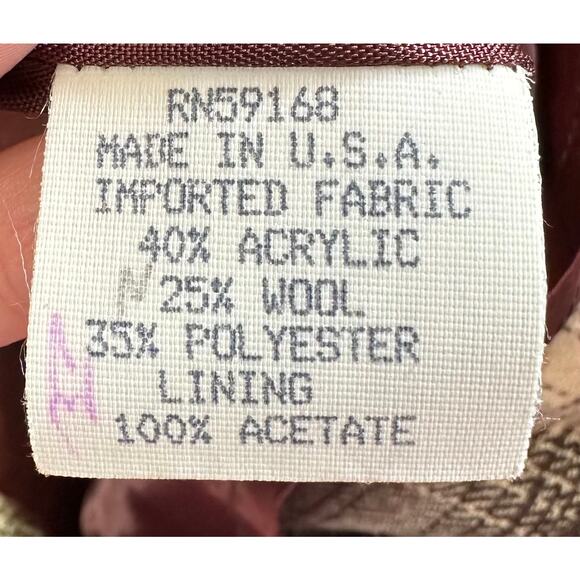 RN59168
MADE IN U.S.A.
IMPORTED FABRIC
40% ACRYLIC
25% WOOL
35% POLYESTER
LINING
100% ACETATE